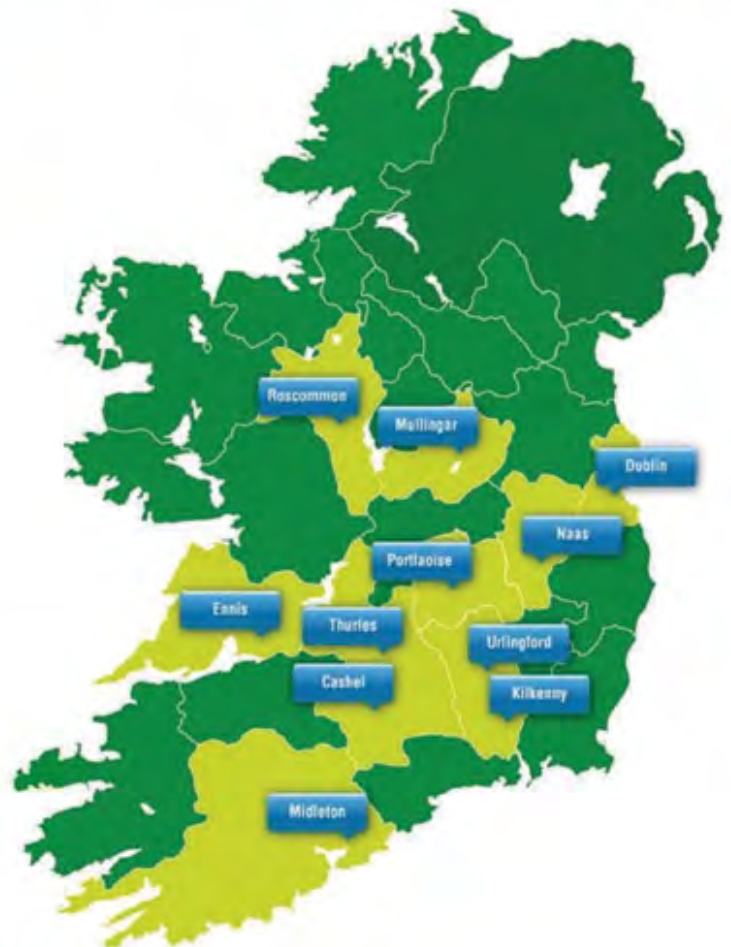 Roscommon
Mullingar
Dublin
Naas
Portlaoise
Ennis
Thurles
Urlingford
Cashel
Kilkenny
Midleton